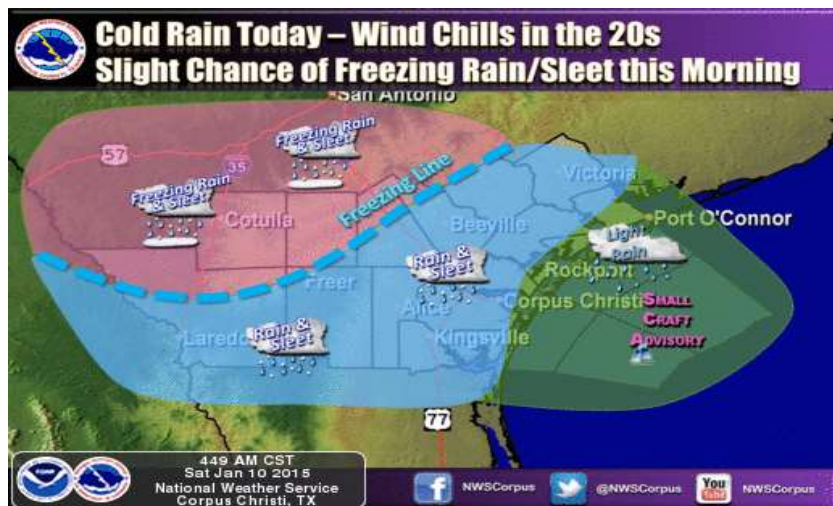 Cold Rain Today – Wind Chills in the 20s
Slight Chance of Freezing Rain/Sleet this Morning
San Antonio
57
35
Freezing Rain
& Sleet
Freezing Rain
& Sleet
Cotulla
Freezing Line
Victoria
Beeville
Port O'Connor
Light
Rain
Rain &
Sleet
Rockport
Freer
Corpus Christi
Alice
Small
Craft
Advisory
Laredo
Rain &
Sleet
Kingsville
77
449 AM CST
Sat Jan 10 2015
National Weather Service
Corpus Christi, TX
NWSCorpus
@NWSCorpus
You
Tube
NWSCorpus